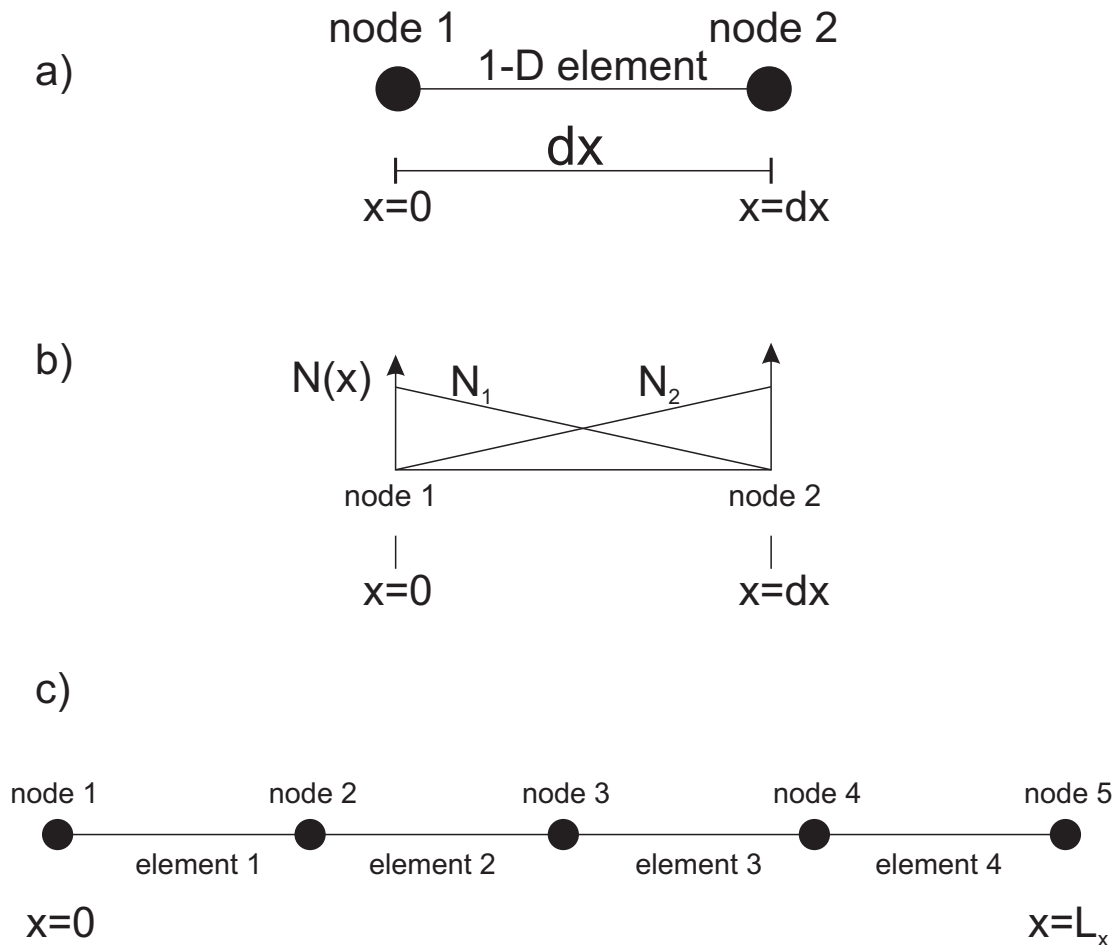 a)
node 1 node 2
1-D element
dx
x=0 x=dx
b)
N(x) N₁ N₂
node 1 node 2
x=0 x=dx
c)
node 1 node 2 node 3 node 4 node 5
element 1 element 2 element 3 element 4
x=0 x=Lₓ